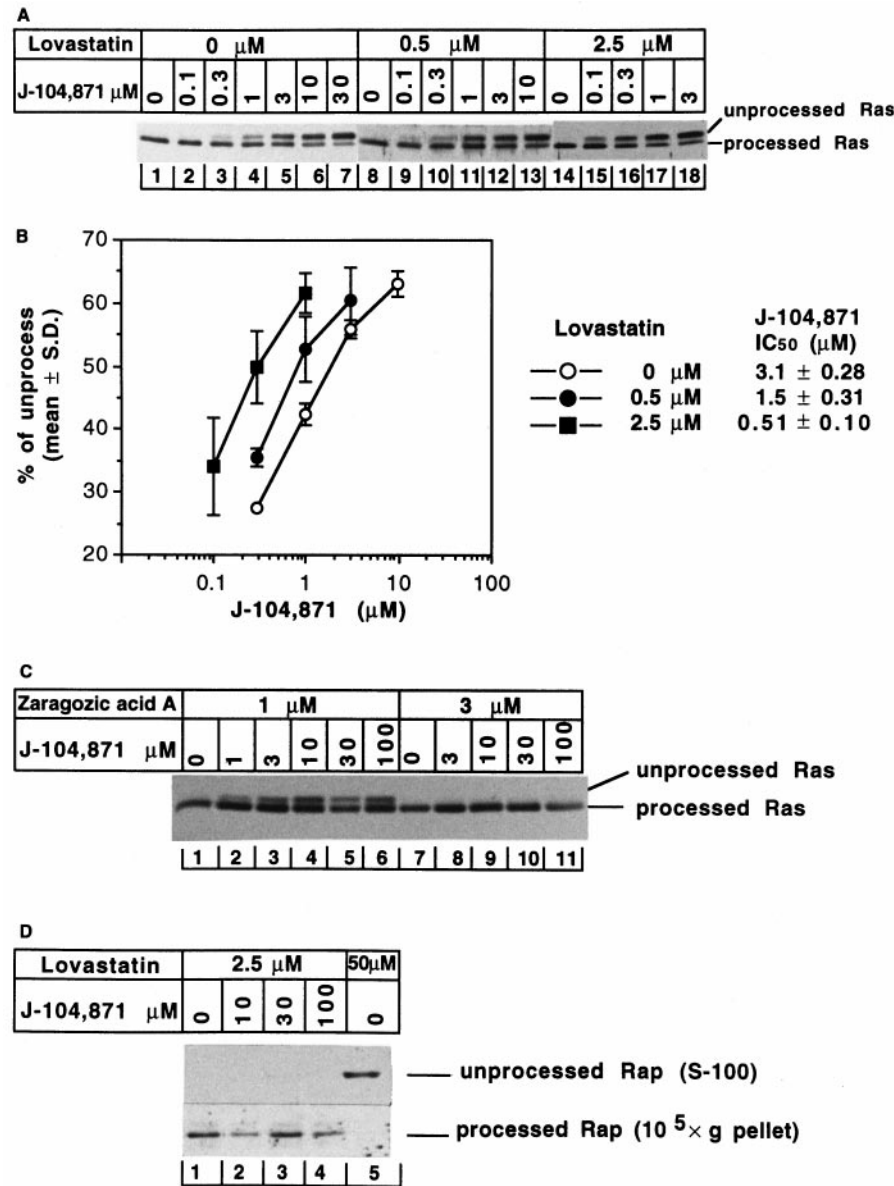 A
Lovastatin 0 μM 0.5 μM 2.5 μM
J-104,871 μM 0 0.1 0.3 1 3 10 30 0 0.1 0.3 1 3 10 0 0.1 0.3 1 3
unprocessed Ras
processed Ras
1 2 3 4 5 6 7 8 9 10 11 12 13 14 15 16 17 18
B
% of unprocess
(mean ± S.D.)
70
60
50
40
30
20
0.1 1 10 100
J-104,871 (μM)
Lovastatin J-104,871
IC50 (μM)
0 μM 3.1 ± 0.28
0.5 μM 1.5 ± 0.31
2.5 μM 0.51 ± 0.10
C
Zaragozic acid A 1 μM 3 μM
J-104,871 μM 0 1 3 10 30 100 0 3 10 30 100
unprocessed Ras
processed Ras
1 2 3 4 5 6 7 8 9 10 11
D
Lovastatin 2.5 μM 50μM
J-104,871 μM 0 10 30 100 0
unprocessed Rap (S-100)
processed Rap (10 5 × g pellet)
1 2 3 4 5